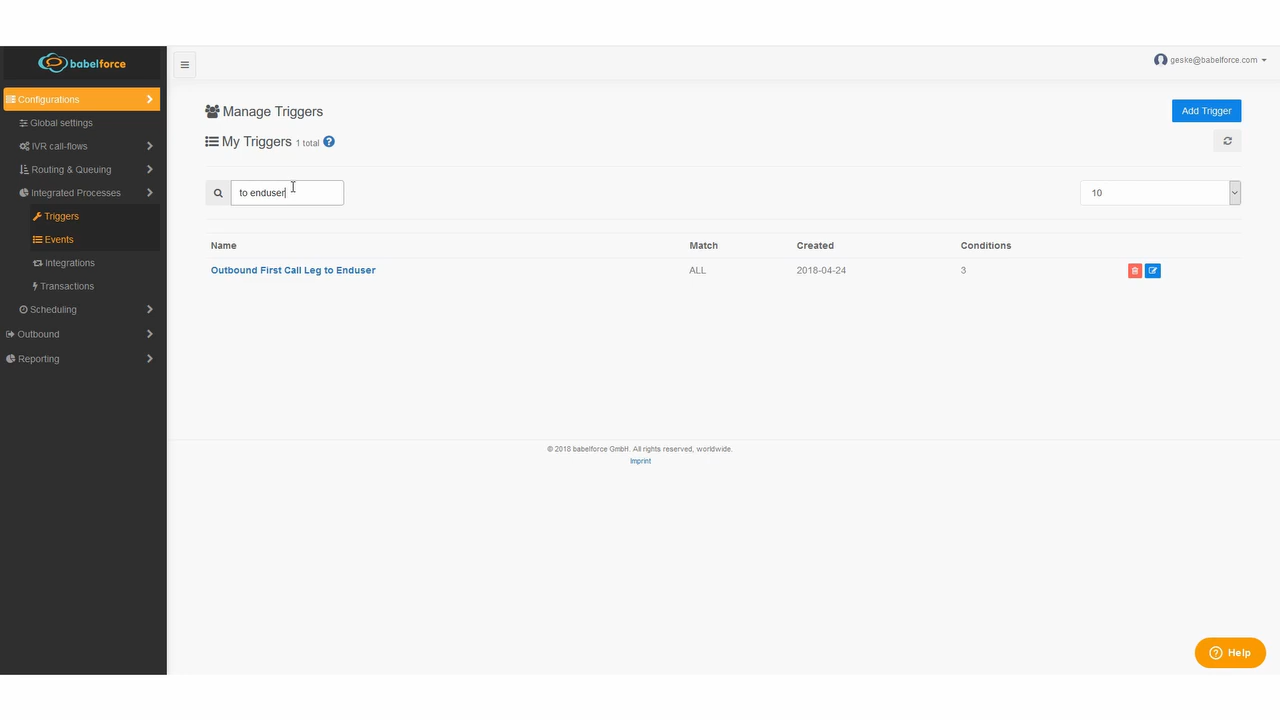 babelforce
geske@babelforce.com
Configurations
Global settings
IVR call-flows
Routing & Queuing
Integrated Processes
Triggers
Events
Integrations
Transactions
Scheduling
Outbound
Reporting
Manage Triggers
Add Trigger
My Triggers 1 total ?
to enduser
10
Name Match Created Conditions
Outbound First Call Leg to Enduser ALL 2018-04-24 3
© 2018 babelforce GmbH. All rights reserved, worldwide.
Imprint
? Help